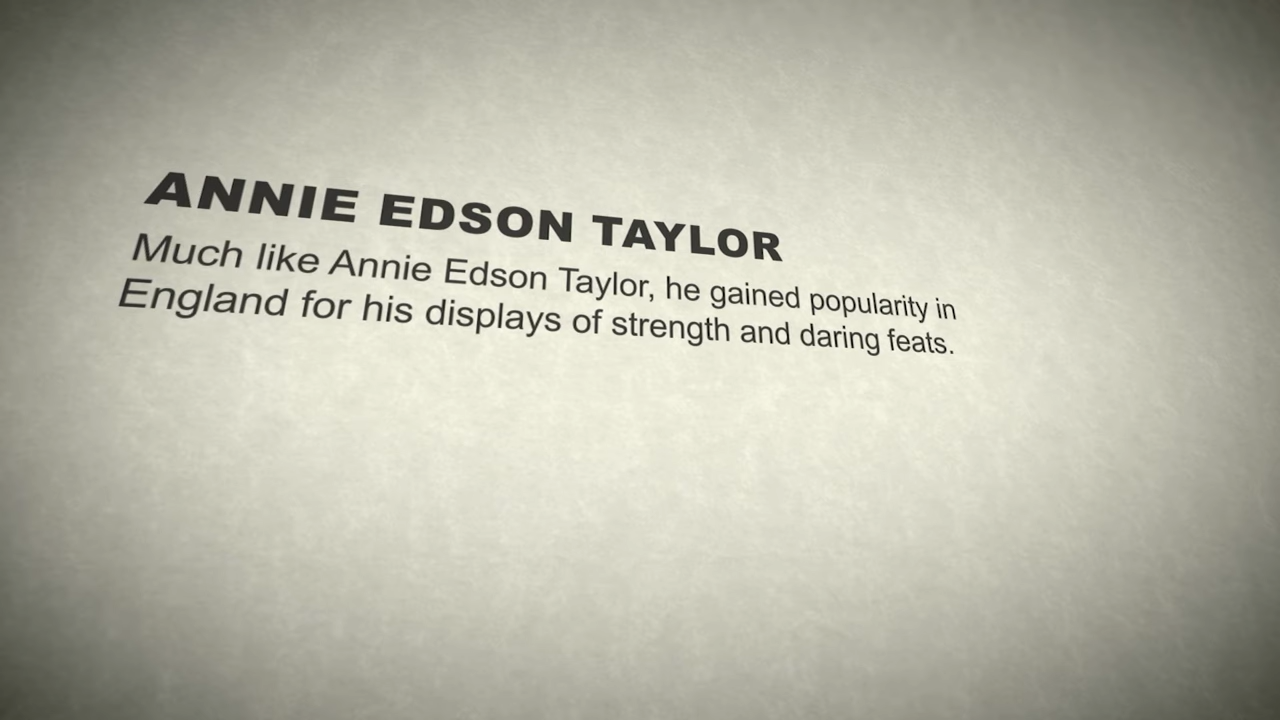 ANNIE EDSON TAYLOR
Much like Annie Edson Taylor, he gained popularity in
England for his displays of strength and daring feats.